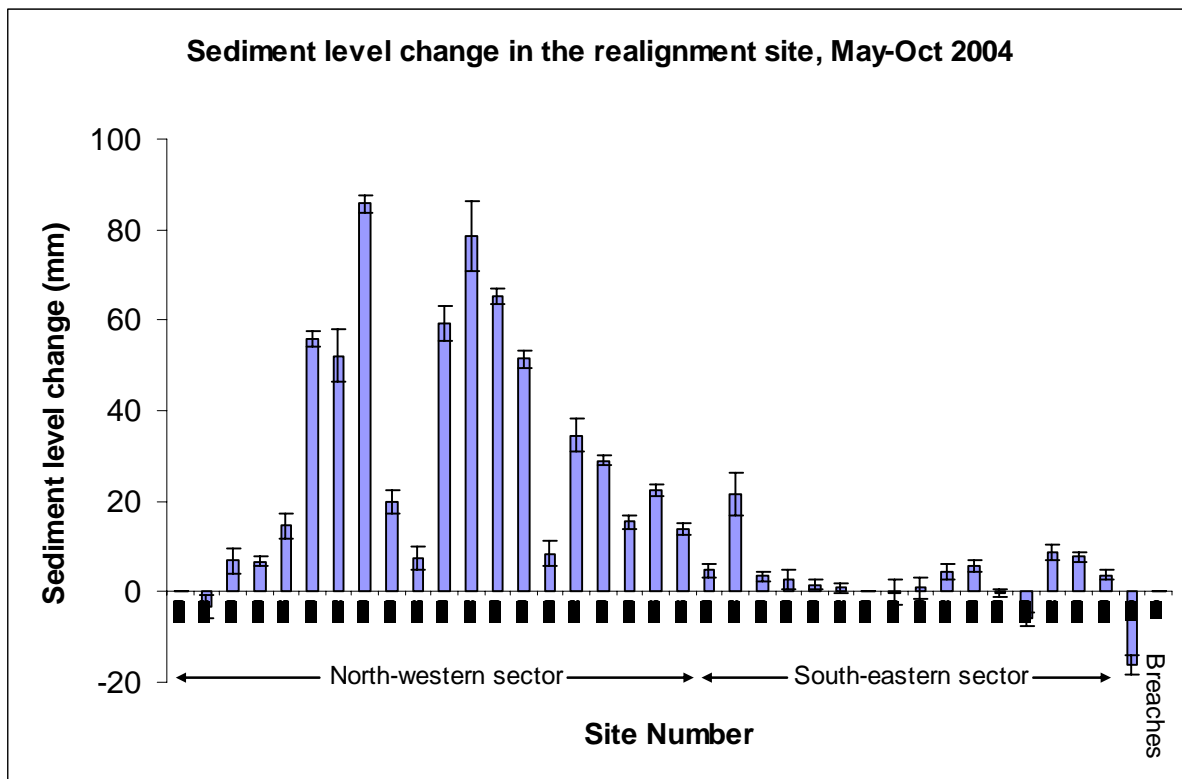 Sediment level change in the realignment site, May-Oct 2004
100
80
60
40
20
0
-20
Sediment level change (mm)
North-western sector
South-eastern sector
Breaches
Site Number